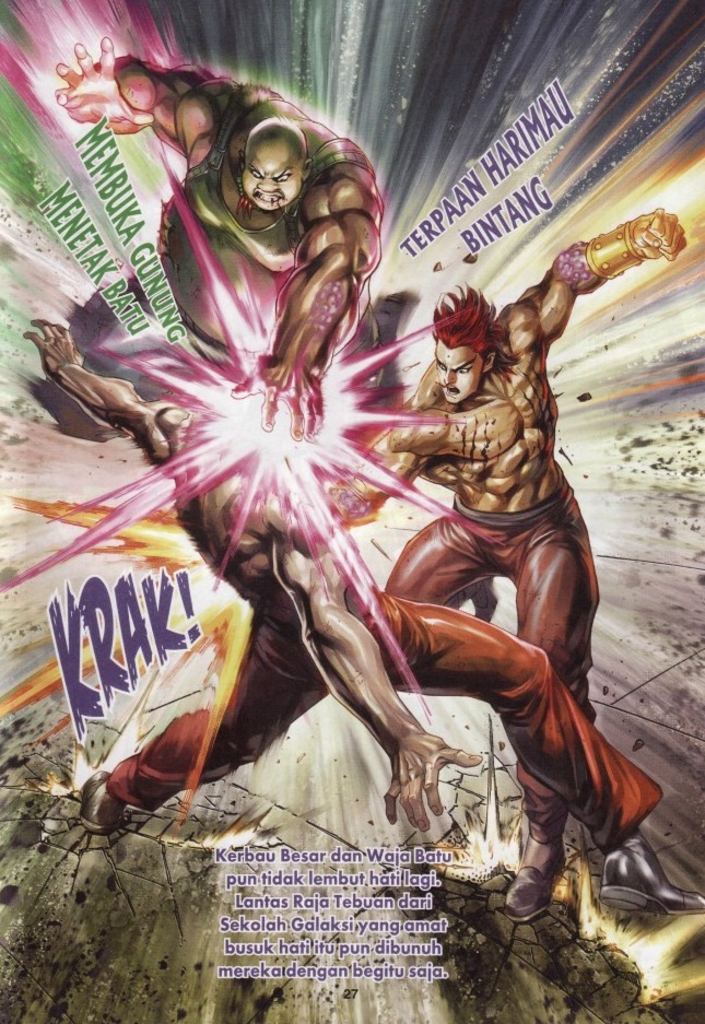 MEMBUKA GUNUNG
MENETAK BATU
TERPAAN HARIMAU
BINTANG
KRAK!
Kerbau Besar dan Waja Batu
pun tidak lembut hati lagi.
Lantas Raja Tebuan dari
Sekolah Galaksi yang amat
busuk hati itu pun dibunuh
mereka dengan begitu saja.
27